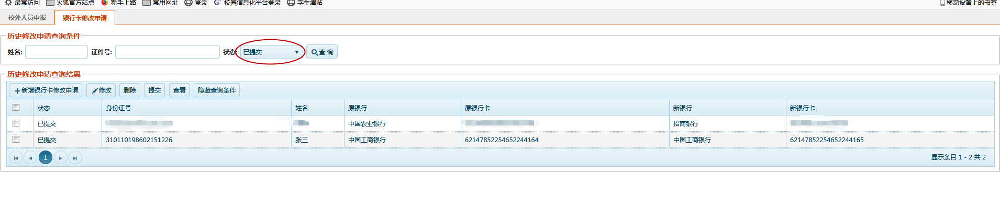 最常访问 火狐官方站点 新手上路 常用网址 登录 校园信息化平台登录 学生津贴 移动设备上的书签
校外人员申报 银行卡修改申请
历史修改申请查询条件
姓名: 证件号: 状态: 已提交 查 询
历史修改申请查询结果
新增银行卡修改申请 修改 删除 提交 查看 隐藏查询条件
状态 身份证号 姓名 原银行 原银行卡 新银行 新银行卡
已提交 中国农业银行 招商银行
已提交 310110198602151226 张三 中国工商银行 62147852254652244164 中国工商银行 62147852254652244165
1 显示条目 1 - 2 共 2